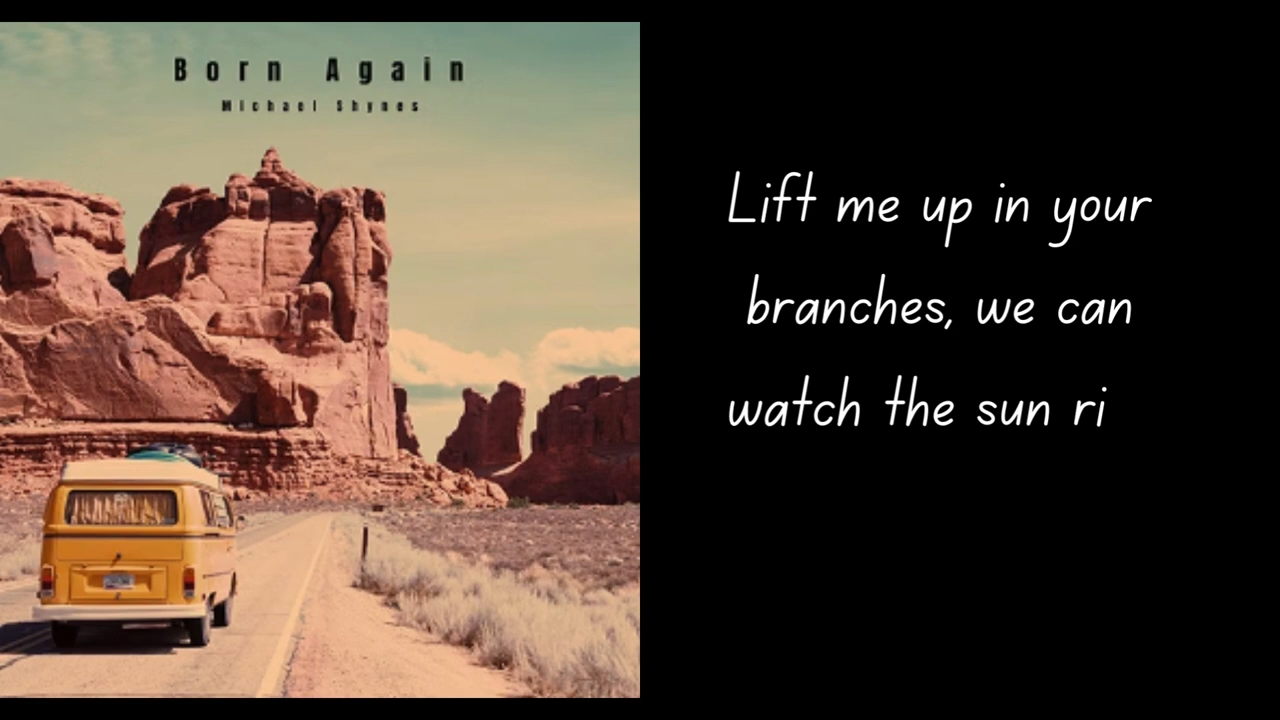 Born Again
Michael Shynes
Lift me up in your
branches, we can
watch the sun ri